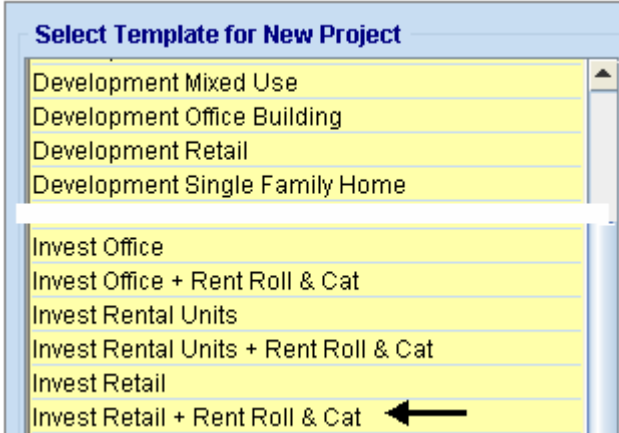 Select Template for New Project
Development Mixed Use
Development Office Building
Development Retail
Development Single Family Home
Invest Office
Invest Office + Rent Roll & Cat
Invest Rental Units
Invest Rental Units + Rent Roll & Cat
Invest Retail
Invest Retail + Rent Roll & Cat